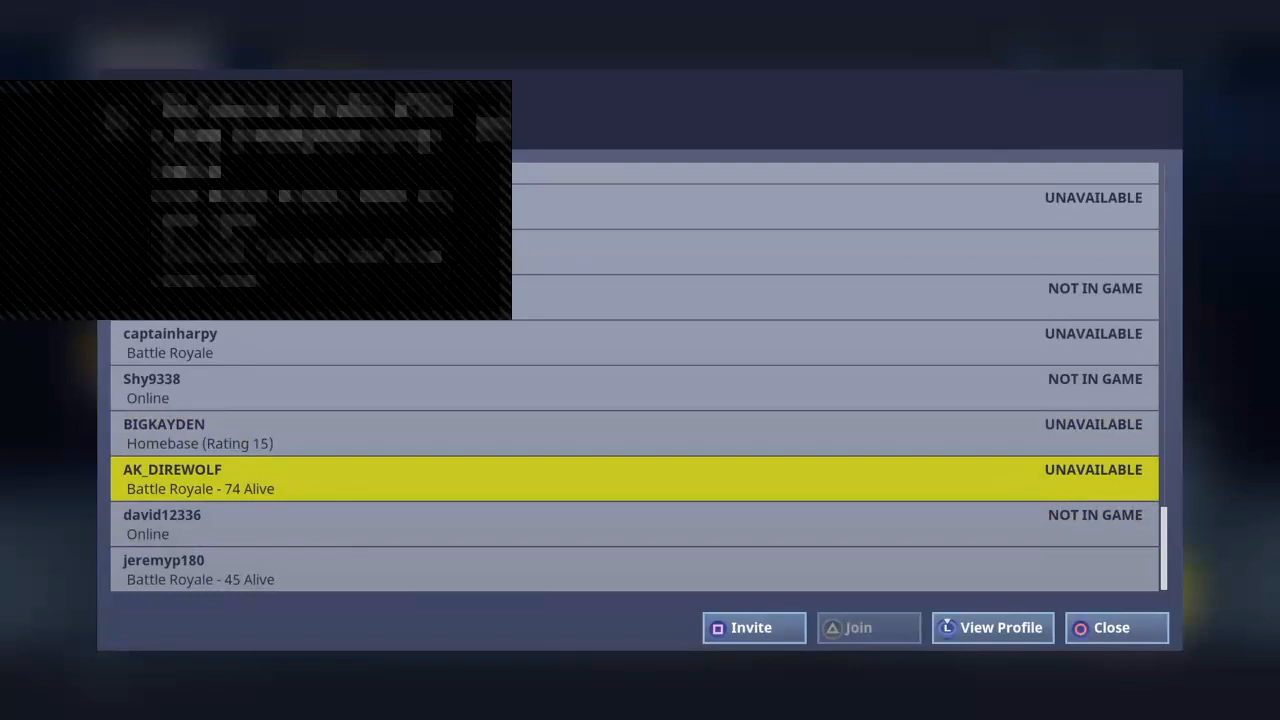 UNAVAILABLE
NOT IN GAME
captainharpy UNAVAILABLE
Battle Royale
Shy9338 NOT IN GAME
Online
BIGKAYDEN UNAVAILABLE
Homebase (Rating 15)
AK_DIREWOLF UNAVAILABLE
Battle Royale - 74 Alive
david12336 NOT IN GAME
Online
jeremyp180
Battle Royale - 45 Alive
Invite Join L View Profile Close